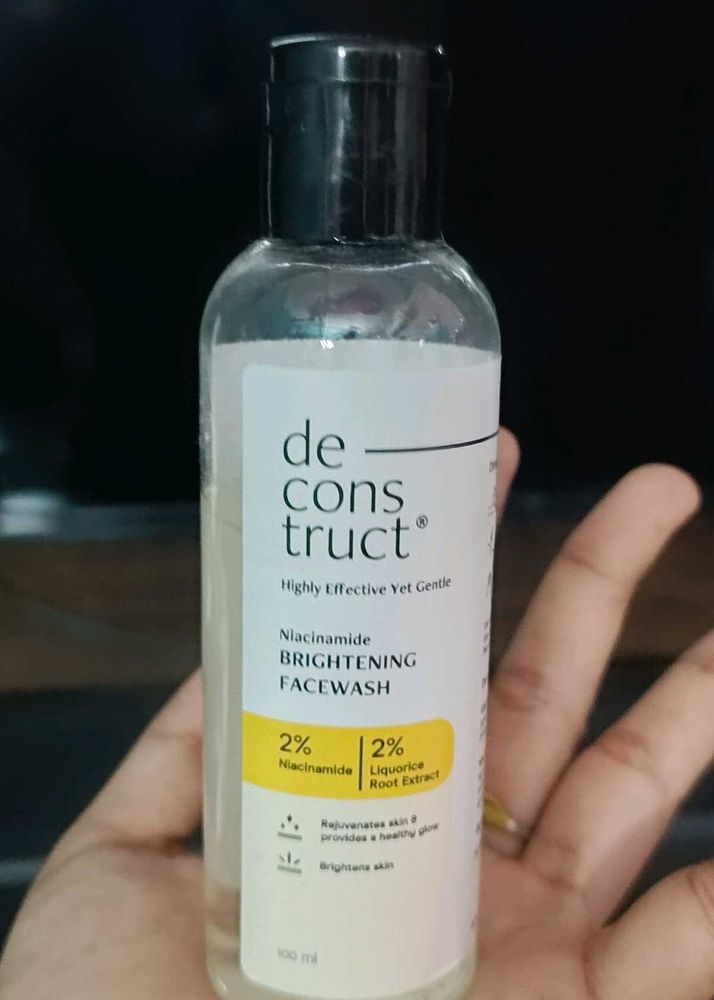 de
cons
truct®
Highly Effective Yet Gentle
Niacinamide
BRIGHTENING
FACEWASH
2%
Niacinamide
2%
Liquorice
Root Extract
Rejuvenates skin &
provides a healthy glow
Brightens skin
100 ml